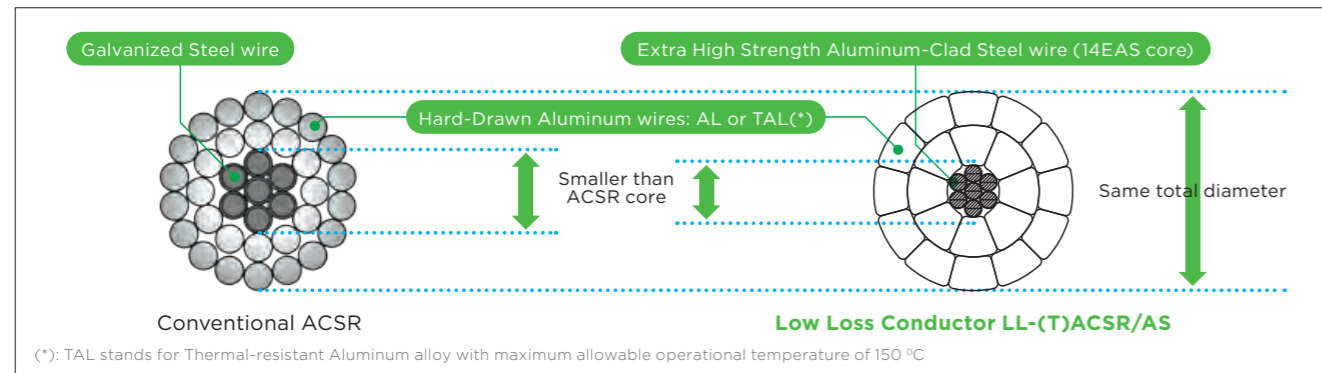 Galvanized Steel wire
Extra High Strength Aluminum-Clad Steel wire (14EAS core)
Hard-Drawn Aluminum wires: AL or TAL(*)
Smaller than
ACSR core
Same total diameter
Conventional ACSR
Low Loss Conductor LL-(T)ACSR/AS
(*): TAL stands for Thermal-resistant Aluminum alloy with maximum allowable operational temperature of 150 ⁰C